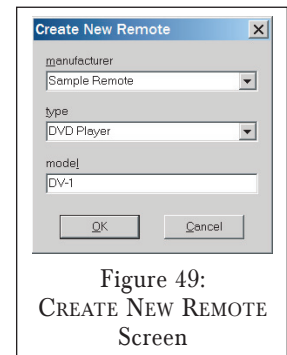 Create New Remote
manufacturer
Sample Remote
type
DVD Player
model
DV-1
OK
Cancel
Figure 49:
CREATE NEW REMOTE
Screen